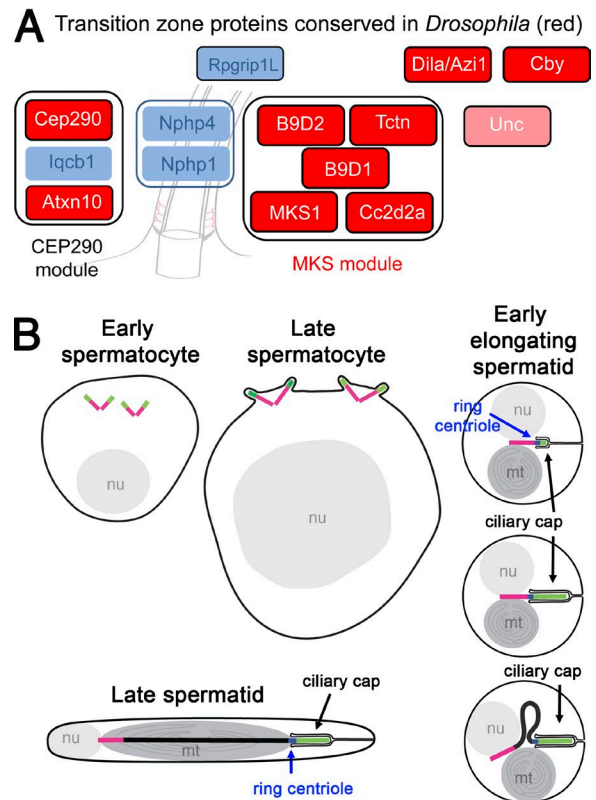 A Transition zone proteins conserved in Drosophila (red)
Rpgrip1L
Dila/Azi1
Cby
Cep290
Iqcb1
Atxn10
CEP290
module
Nphp4
Nphp1
B9D2
Tctn
B9D1
MKS1
Cc2d2a
MKS module
Unc
B
Early
spermatocyte
nu
Late
spermatocyte
nu
Early
elongating
spermatid
nu
ring
centriole
mt
ciliary cap
nu
mt
ciliary cap
nu
mt
Late spermatid
ciliary cap
nu
mt
ring centriole